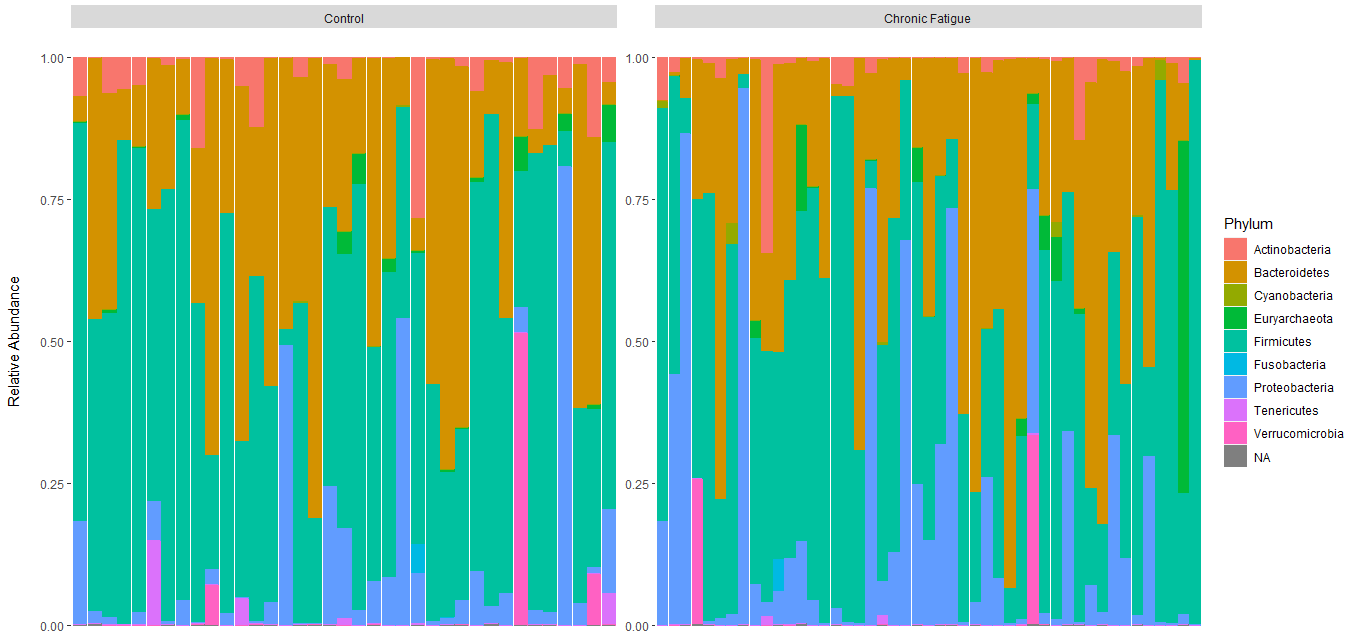 Control
Chronic Fatigue
Relative Abundance
1.00
0.75
0.50
0.25
0.00
1.00
0.75
0.50
0.25
0.00
Phylum
Actinobacteria
Bacteroidetes
Cyanobacteria
Euryarchaeota
Firmicutes
Fusobacteria
Proteobacteria
Tenericutes
Verrucomicrobia
NA